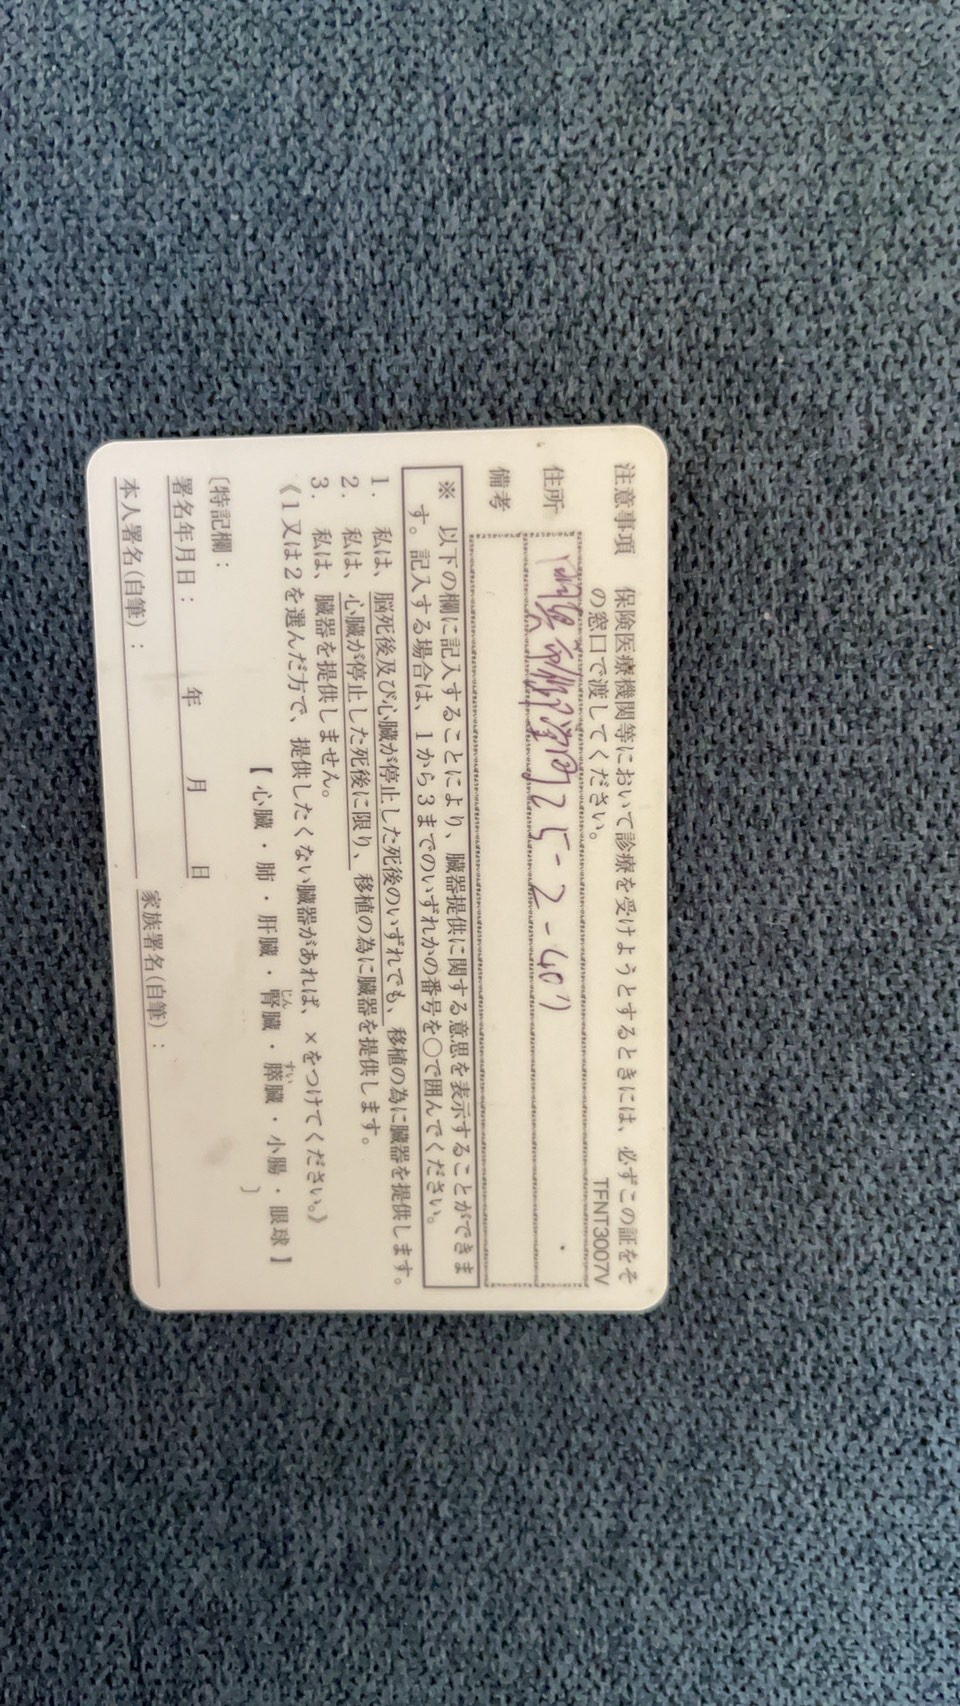 注意事項 保険医療機関等において診療を受けようとするときには、必ずこの証をそ
の窓口で渡してください。
TFNT3007V
住所 25-2-407
備考
※ 以下の欄に記入することにより、臓器提供に関する意思を表示することができま
す。記入する場合は、1から3までのいずれかの番号を○で囲んでください。
1. 私は、脳死後及び心臓が停止した死後のいずれでも、移植の為に臓器を提供します。
2. 私は、心臓が停止した死後に限り、移植の為に臓器を提供します。
3. 私は、臓器を提供しません。
《1又は2を選んだ方で、提供したくない臓器があれば、×をつけてください。》
【 心臓・肺・肝臓・腎臓・膵臓・小腸・眼球 】
じん すい
〔特記欄: 〕
署名年月日: 年 月 日
本人署名(自筆): 家族署名(自筆):